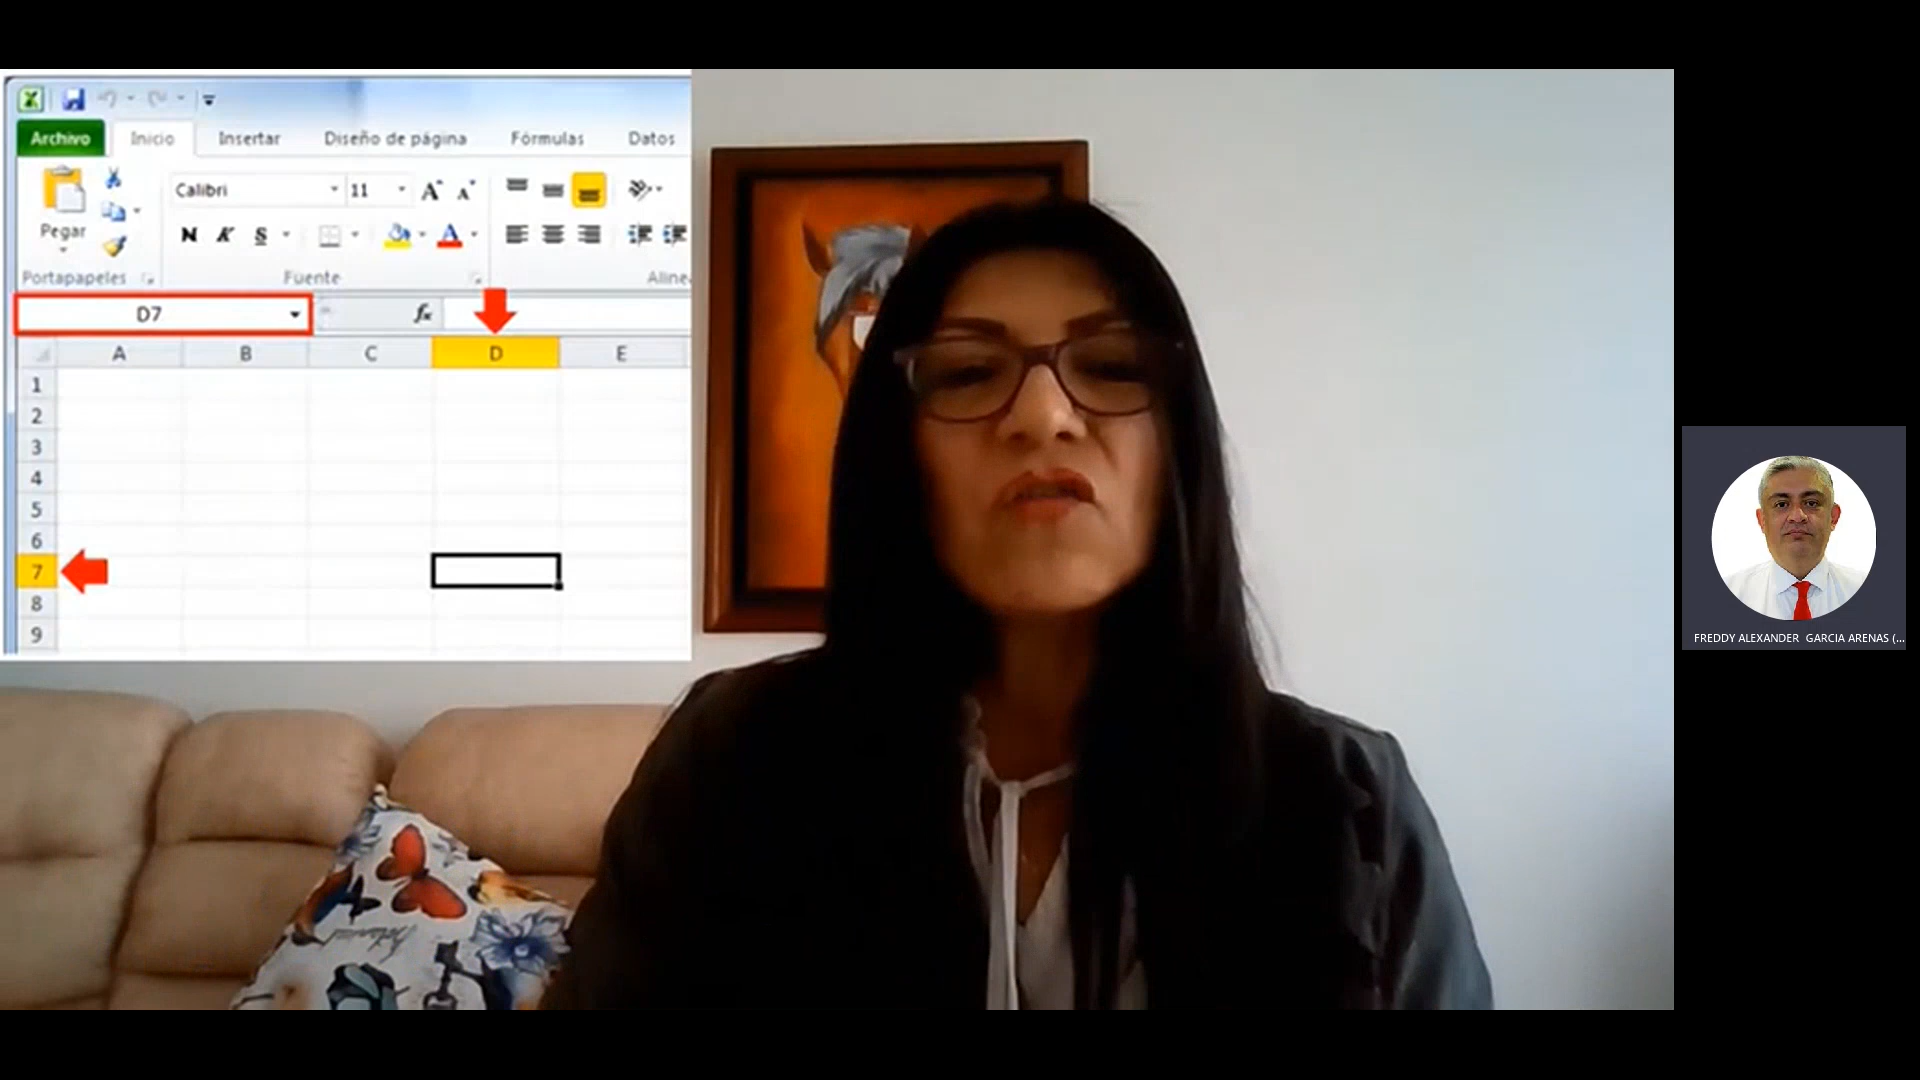 Archivo Inicio Insertar Diseño de página Fórmulas Datos
Calibri 11
Pegar N K S
Portapapeles Fuente
D7 fx
A B C D E
1
2
3
4
5
6
7
8
9
FREDDY ALEXANDER GARCIA ARENAS (...